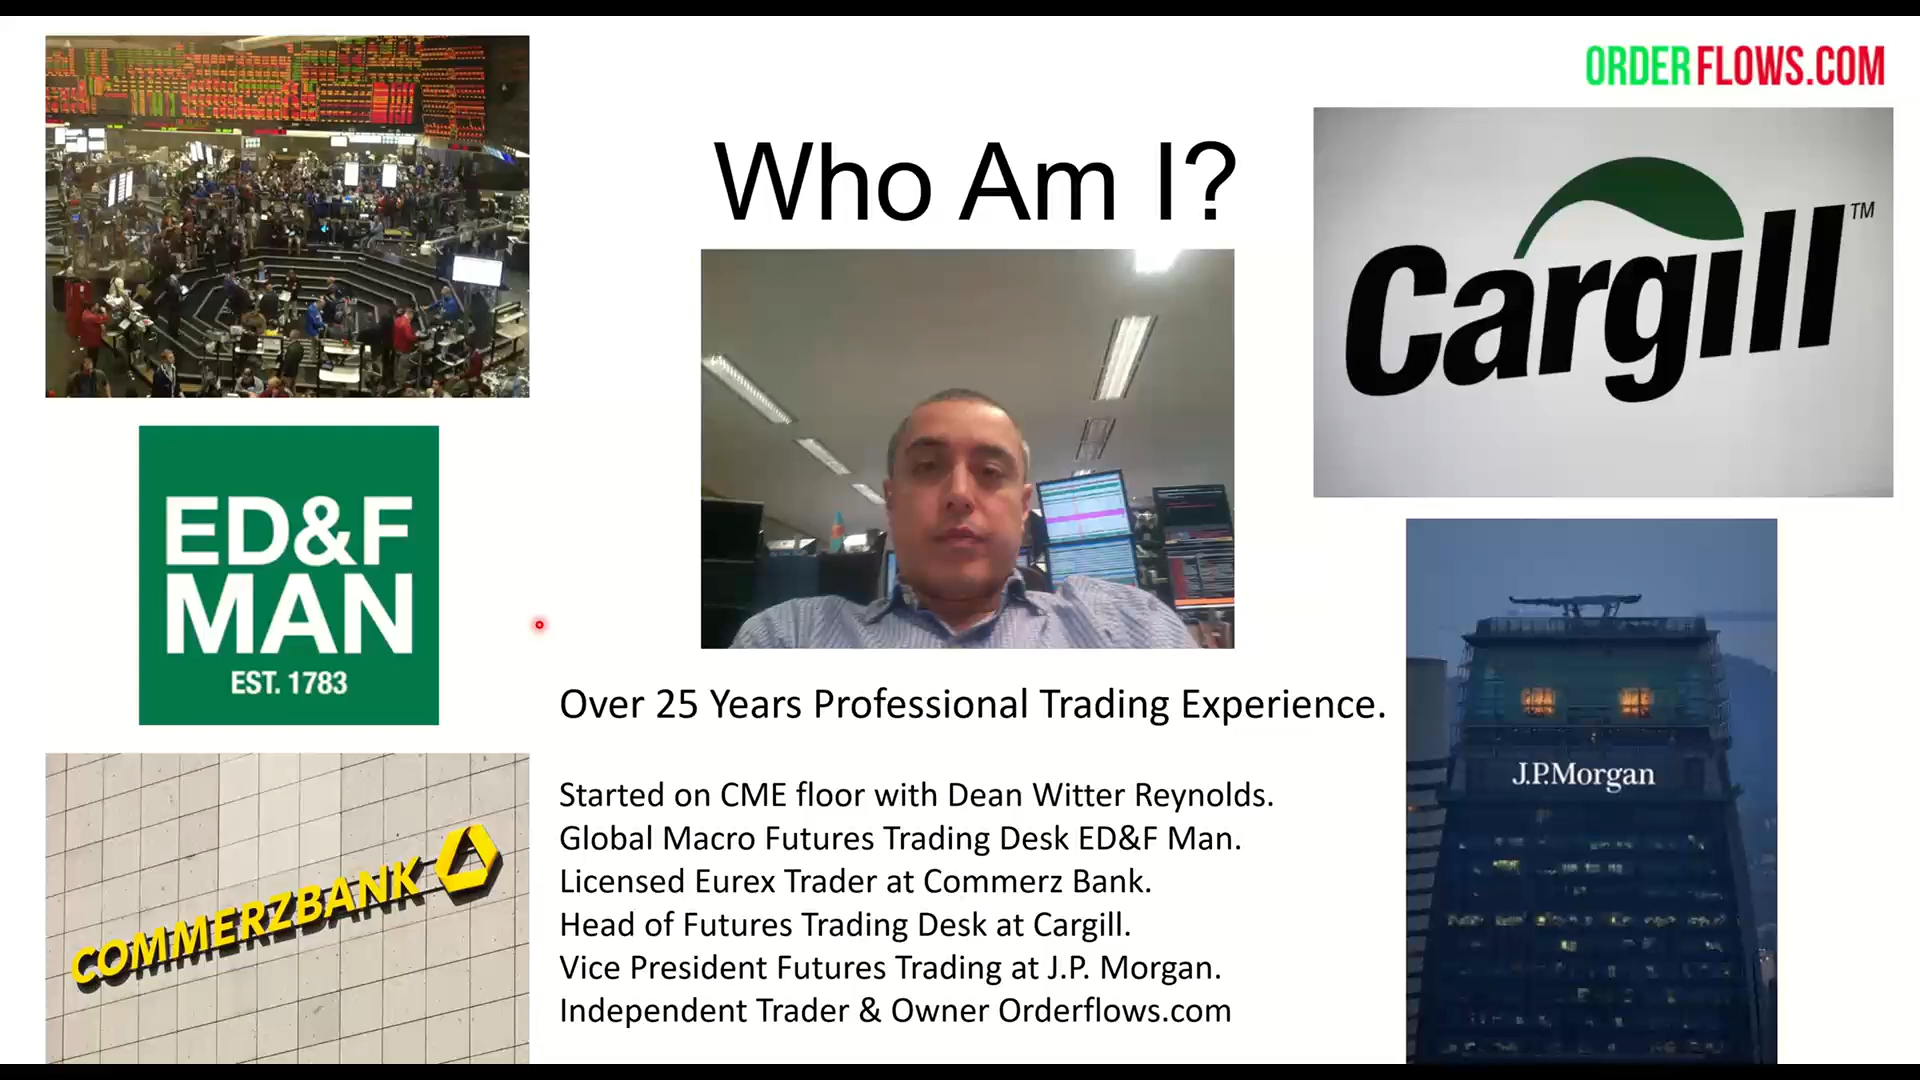 ORDERFLOWS.COM
Who Am I?
Cargill™
ED&F
MAN
EST. 1783
Over 25 Years Professional Trading Experience.
J.P.Morgan
COMMERZBANK
Started on CME floor with Dean Witter Reynolds.
Global Macro Futures Trading Desk ED&F Man.
Licensed Eurex Trader at Commerz Bank.
Head of Futures Trading Desk at Cargill.
Vice President Futures Trading at J.P. Morgan.
Independent Trader & Owner Orderflows.com